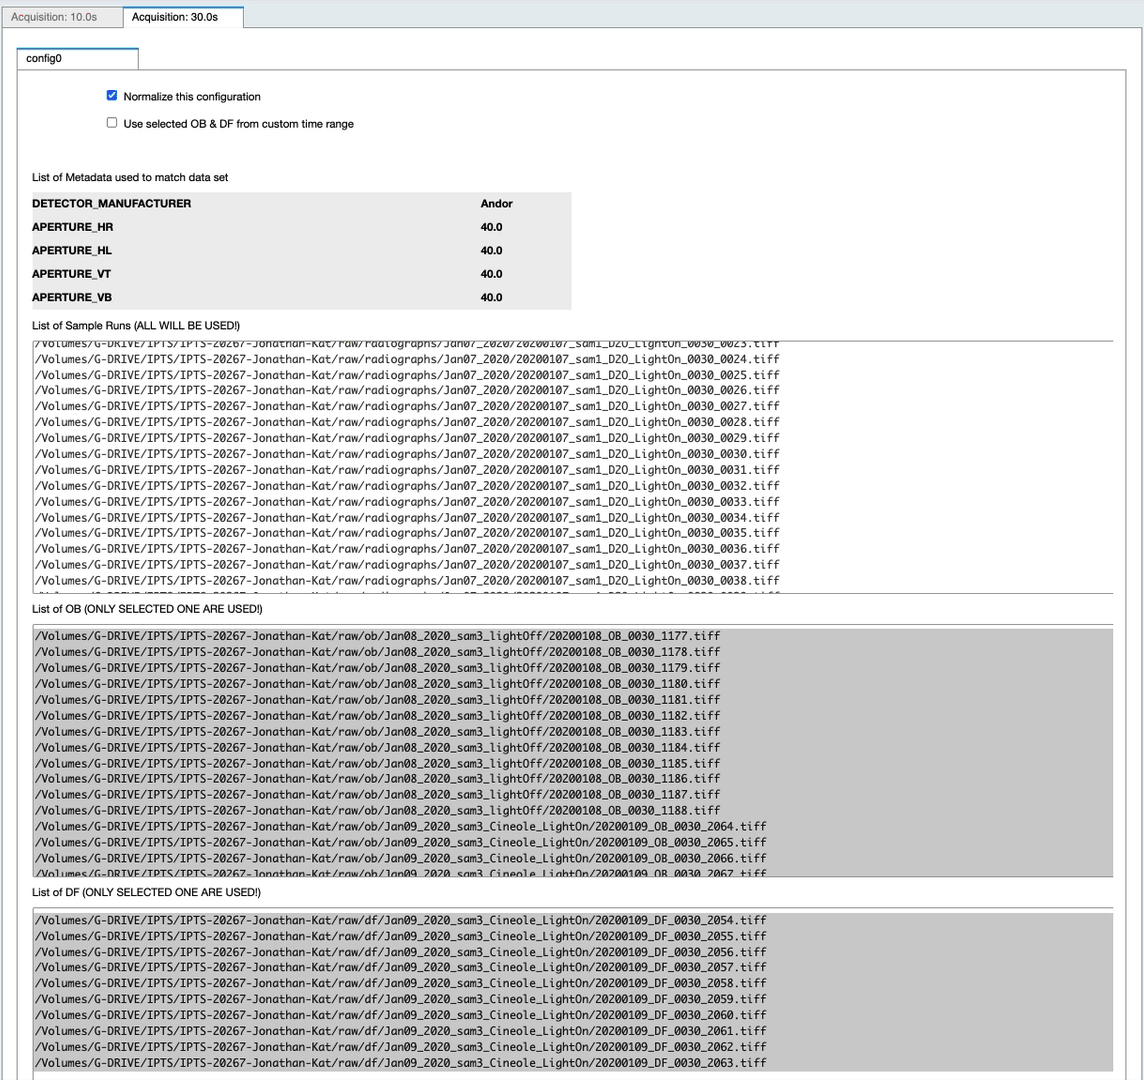 Acquisition: 10.0s
Acquisition: 30.0s
config0
Normalize this configuration
Use selected OB & DF from custom time range
List of Metadata used to match data set
DETECTOR_MANUFACTURER Andor
APERTURE_HR 40.0
APERTURE_HL 40.0
APERTURE_VT 40.0
APERTURE_VB 40.0
List of Sample Runs (ALL WILL BE USED!)
/Volumes/G-DRIVE/IPTS/IPTS-20267-Jonathan-Kat/raw/radiographs/Jan07_2020/20200107_sam1_D2O_LightOn_0030_0023.tiff
/Volumes/G-DRIVE/IPTS/IPTS-20267-Jonathan-Kat/raw/radiographs/Jan07_2020/20200107_sam1_D2O_LightOn_0030_0024.tiff
/Volumes/G-DRIVE/IPTS/IPTS-20267-Jonathan-Kat/raw/radiographs/Jan07_2020/20200107_sam1_D2O_LightOn_0030_0025.tiff
/Volumes/G-DRIVE/IPTS/IPTS-20267-Jonathan-Kat/raw/radiographs/Jan07_2020/20200107_sam1_D2O_LightOn_0030_0026.tiff
/Volumes/G-DRIVE/IPTS/IPTS-20267-Jonathan-Kat/raw/radiographs/Jan07_2020/20200107_sam1_D2O_LightOn_0030_0027.tiff
/Volumes/G-DRIVE/IPTS/IPTS-20267-Jonathan-Kat/raw/radiographs/Jan07_2020/20200107_sam1_D2O_LightOn_0030_0028.tiff
/Volumes/G-DRIVE/IPTS/IPTS-20267-Jonathan-Kat/raw/radiographs/Jan07_2020/20200107_sam1_D2O_LightOn_0030_0029.tiff
/Volumes/G-DRIVE/IPTS/IPTS-20267-Jonathan-Kat/raw/radiographs/Jan07_2020/20200107_sam1_D2O_LightOn_0030_0030.tiff
/Volumes/G-DRIVE/IPTS/IPTS-20267-Jonathan-Kat/raw/radiographs/Jan07_2020/20200107_sam1_D2O_LightOn_0030_0031.tiff
/Volumes/G-DRIVE/IPTS/IPTS-20267-Jonathan-Kat/raw/radiographs/Jan07_2020/20200107_sam1_D2O_LightOn_0030_0032.tiff
/Volumes/G-DRIVE/IPTS/IPTS-20267-Jonathan-Kat/raw/radiographs/Jan07_2020/20200107_sam1_D2O_LightOn_0030_0033.tiff
/Volumes/G-DRIVE/IPTS/IPTS-20267-Jonathan-Kat/raw/radiographs/Jan07_2020/20200107_sam1_D2O_LightOn_0030_0034.tiff
/Volumes/G-DRIVE/IPTS/IPTS-20267-Jonathan-Kat/raw/radiographs/Jan07_2020/20200107_sam1_D2O_LightOn_0030_0035.tiff
/Volumes/G-DRIVE/IPTS/IPTS-20267-Jonathan-Kat/raw/radiographs/Jan07_2020/20200107_sam1_D2O_LightOn_0030_0036.tiff
/Volumes/G-DRIVE/IPTS/IPTS-20267-Jonathan-Kat/raw/radiographs/Jan07_2020/20200107_sam1_D2O_LightOn_0030_0037.tiff
/Volumes/G-DRIVE/IPTS/IPTS-20267-Jonathan-Kat/raw/radiographs/Jan07_2020/20200107_sam1_D2O_LightOn_0030_0038.tiff
List of OB (ONLY SELECTED ONE ARE USED!)
/Volumes/G-DRIVE/IPTS/IPTS-20267-Jonathan-Kat/raw/ob/Jan08_2020_sam3_lightOff/20200108_OB_0030_1177.tiff
/Volumes/G-DRIVE/IPTS/IPTS-20267-Jonathan-Kat/raw/ob/Jan08_2020_sam3_lightOff/20200108_OB_0030_1178.tiff
/Volumes/G-DRIVE/IPTS/IPTS-20267-Jonathan-Kat/raw/ob/Jan08_2020_sam3_lightOff/20200108_OB_0030_1179.tiff
/Volumes/G-DRIVE/IPTS/IPTS-20267-Jonathan-Kat/raw/ob/Jan08_2020_sam3_lightOff/20200108_OB_0030_1180.tiff
/Volumes/G-DRIVE/IPTS/IPTS-20267-Jonathan-Kat/raw/ob/Jan08_2020_sam3_lightOff/20200108_OB_0030_1181.tiff
/Volumes/G-DRIVE/IPTS/IPTS-20267-Jonathan-Kat/raw/ob/Jan08_2020_sam3_lightOff/20200108_OB_0030_1182.tiff
/Volumes/G-DRIVE/IPTS/IPTS-20267-Jonathan-Kat/raw/ob/Jan08_2020_sam3_lightOff/20200108_OB_0030_1183.tiff
/Volumes/G-DRIVE/IPTS/IPTS-20267-Jonathan-Kat/raw/ob/Jan08_2020_sam3_lightOff/20200108_OB_0030_1184.tiff
/Volumes/G-DRIVE/IPTS/IPTS-20267-Jonathan-Kat/raw/ob/Jan08_2020_sam3_lightOff/20200108_OB_0030_1185.tiff
/Volumes/G-DRIVE/IPTS/IPTS-20267-Jonathan-Kat/raw/ob/Jan08_2020_sam3_lightOff/20200108_OB_0030_1186.tiff
/Volumes/G-DRIVE/IPTS/IPTS-20267-Jonathan-Kat/raw/ob/Jan08_2020_sam3_lightOff/20200108_OB_0030_1187.tiff
/Volumes/G-DRIVE/IPTS/IPTS-20267-Jonathan-Kat/raw/ob/Jan08_2020_sam3_lightOff/20200108_OB_0030_1188.tiff
/Volumes/G-DRIVE/IPTS/IPTS-20267-Jonathan-Kat/raw/ob/Jan09_2020_sam3_Cineole_LightOn/20200109_OB_0030_2064.tiff
/Volumes/G-DRIVE/IPTS/IPTS-20267-Jonathan-Kat/raw/ob/Jan09_2020_sam3_Cineole_LightOn/20200109_OB_0030_2065.tiff
/Volumes/G-DRIVE/IPTS/IPTS-20267-Jonathan-Kat/raw/ob/Jan09_2020_sam3_Cineole_LightOn/20200109_OB_0030_2066.tiff
/Volumes/G-DRIVE/IPTS/IPTS-20267-Jonathan-Kat/raw/ob/Jan09_2020_sam3_Cineole_LightOn/20200109_OB_0030_2067.tiff
List of DF (ONLY SELECTED ONE ARE USED!)
/Volumes/G-DRIVE/IPTS/IPTS-20267-Jonathan-Kat/raw/df/Jan09_2020_sam3_Cineole_LightOn/20200109_DF_0030_2054.tiff
/Volumes/G-DRIVE/IPTS/IPTS-20267-Jonathan-Kat/raw/df/Jan09_2020_sam3_Cineole_LightOn/20200109_DF_0030_2055.tiff
/Volumes/G-DRIVE/IPTS/IPTS-20267-Jonathan-Kat/raw/df/Jan09_2020_sam3_Cineole_LightOn/20200109_DF_0030_2056.tiff
/Volumes/G-DRIVE/IPTS/IPTS-20267-Jonathan-Kat/raw/df/Jan09_2020_sam3_Cineole_LightOn/20200109_DF_0030_2057.tiff
/Volumes/G-DRIVE/IPTS/IPTS-20267-Jonathan-Kat/raw/df/Jan09_2020_sam3_Cineole_LightOn/20200109_DF_0030_2058.tiff
/Volumes/G-DRIVE/IPTS/IPTS-20267-Jonathan-Kat/raw/df/Jan09_2020_sam3_Cineole_LightOn/20200109_DF_0030_2059.tiff
/Volumes/G-DRIVE/IPTS/IPTS-20267-Jonathan-Kat/raw/df/Jan09_2020_sam3_Cineole_LightOn/20200109_DF_0030_2060.tiff
/Volumes/G-DRIVE/IPTS/IPTS-20267-Jonathan-Kat/raw/df/Jan09_2020_sam3_Cineole_LightOn/20200109_DF_0030_2061.tiff
/Volumes/G-DRIVE/IPTS/IPTS-20267-Jonathan-Kat/raw/df/Jan09_2020_sam3_Cineole_LightOn/20200109_DF_0030_2062.tiff
/Volumes/G-DRIVE/IPTS/IPTS-20267-Jonathan-Kat/raw/df/Jan09_2020_sam3_Cineole_LightOn/20200109_DF_0030_2063.tiff